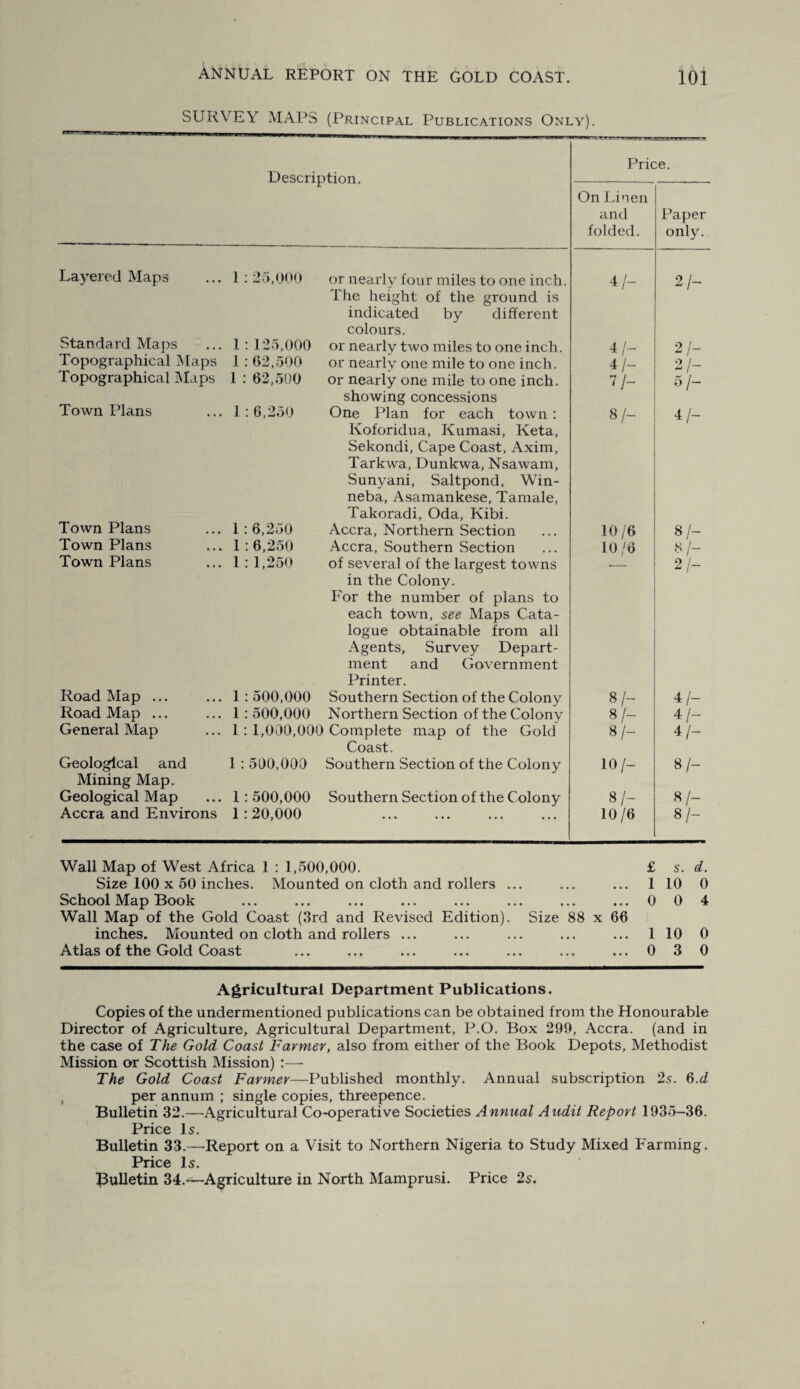 ANNUAL REPORT ON THE GOLD COAST. 101
SURVEY MAPS (Principal Publications Only).
Description. Price.
On Linen and folded. Paper only.
Layered Maps ... 1 : 25,000 or nearly four miles to one inch. 4/- 2/-
The height of the ground is
indicated by different
colours.
Standard Maps ... 1 : 125,000 or nearly two miles to one inch. 4/- 2/-
Topographical Maps 1 : 62,500 or nearly one mile to one inch. 4/- 2/-
Topographical Maps 1 : 62,500 or nearly one mile to one inch. 7/- 5/-
showing concessions
Town Plans ... 1 : 6,250 One Plan for each town : 8/- 4/-
Koforidua, Kumasi, Keta,
Sekondi, Cape Coast, Axim,
Tarkwa, Dunkwa, Nsawam,
Sunyani, Saltpond, Win-
neba, Asamankese, Tamale,
Takoradi, Oda, Kibi.
Town Plans ... 1 : 6,250 Accra, Northern Section ... 10/6 8/-
Town Plans ... 1 : 6,250 Accra, Southern Section ... 10/6 8/-
Town Plans ... 1 : 1,250 of several of the largest towns — 2/-
in the Colony.
For the number of plans to
each town, see Maps Cata-
logue obtainable from all
Agents, Survey Depart-
ment and Government
Printer.
Road Map ... ... 1 : 500,000 Southern Section of the Colony 8/- 4/-
Road Map ... ... 1 : 500,000 Northern Section of the Colony 8/- 4/-
General Map ... 1 : 1,000,000 Complete map of the Gold 8/- 4/-
Coast.
Geological and 1 : 500,000 Southern Section of the Colony 10/- 8/-
Mining Map.
Geological Map ... 1 : 500,000 Southern Section of the Colony 8/- 8/-
Accra and Environs 1 : 20,000 ... ... ... ... 10/6 8/-
Wall Map of West Africa 1 : 1,500,000. £ s. d.
Size 100 x 50 inches. Mounted on cloth and rollers ... ... ... 1 10 0
School Map Book ... ... ... ... ... ... ... ... 0 0 4
Wall Map of the Gold Coast (3rd and Revised Edition). Size 88 x 66
inches. Mounted on cloth and rollers ... ... ... ... ... 1 10 0
Atlas of the Gold Coast ... ... ... ... ... ... ... 0 3 0
Agricultural Department Publications.
Copies of the undermentioned publications can be obtained from the Honourable
Director of Agriculture, Agricultural Department, P.O. Box 299, Accra. (and in
the case of The Gold Coast Farmer, also from either of the Book Depots, Methodist
Mission or Scottish Mission) :—
The Gold Coast Farmer—Published monthly. Annual subscription 2s. 6.d
per annum ; single copies, threepence.
Bulletin 32.—Agricultural Co-operative Societies Annual Audit Report 1935–36.
Price 1s.
Bulletin 33.—Report on a Visit to Northern Nigeria to Study Mixed Farming.
Price 1s.
Bulletin 34.—Agriculture in North Mamprusi. Price 2s.